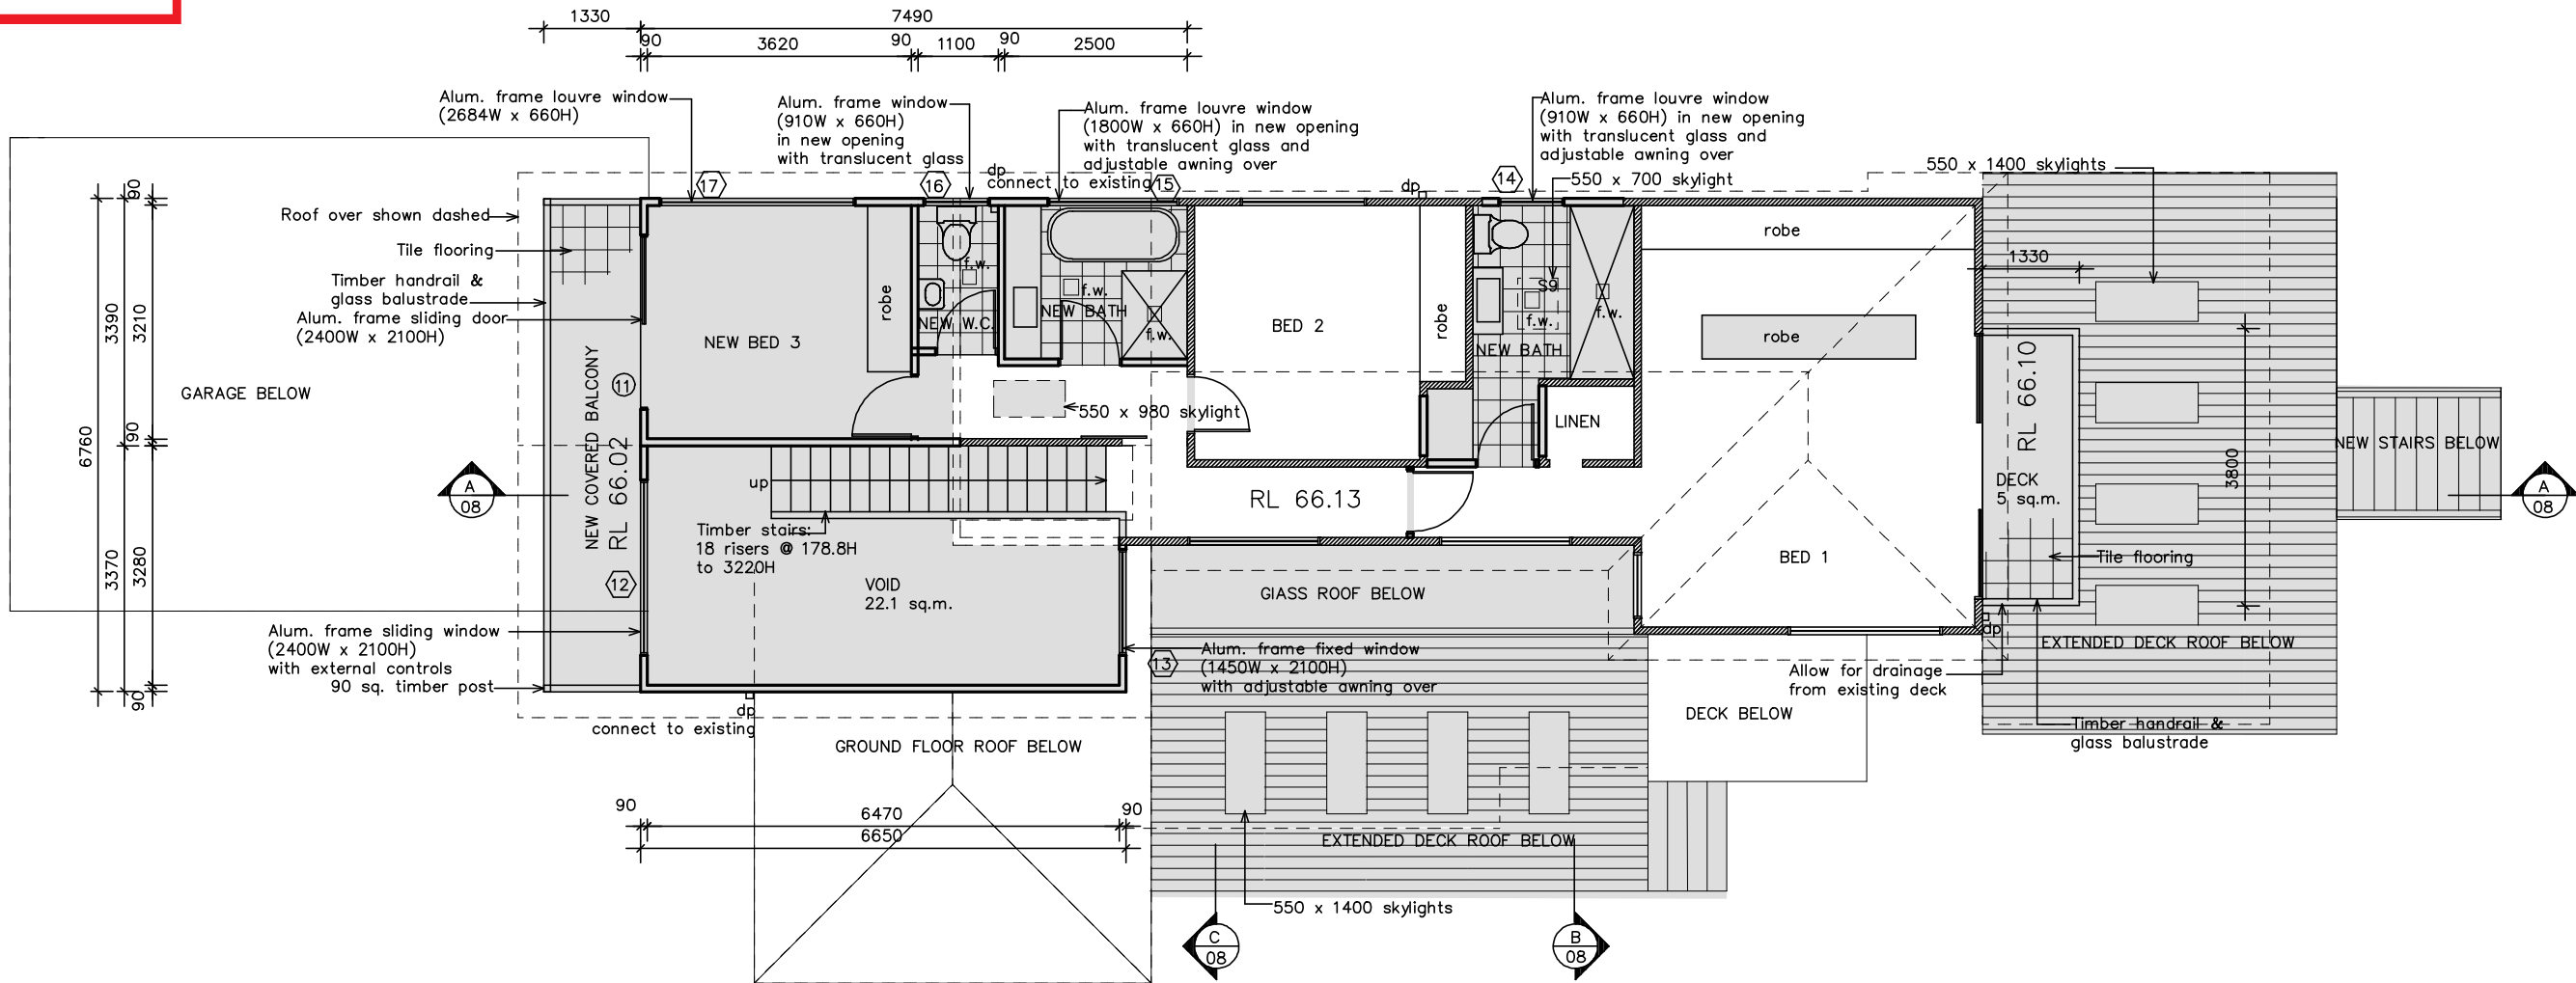 1330
7490
90
3620
90
1100
90
2500
Alum. frame louvre window
(2684W x 660H)
Alum. frame window
(910W x 660H)
in new opening
with translucent glass
Alum. frame louvre window
(1800W x 660H) in new opening
with translucent glass and
adjustable awning over
Alum. frame louvre window
(910W x 660H) in new opening
with translucent glass and
adjustable awning over
550 x 1400 skylights
550 x 700 skylight
dp
connect to existing
dp
17
16
15
14
90
Roof over shown dashed
Tile flooring
Timber handrail &
glass balustrade
Alum. frame sliding door
(2400W x 2100H)
3390
3210
6760
90
3370
3280
90
GARAGE BELOW
NEW COVERED BALCONY
RL 66.02
11
12
NEW BED 3
robe
f.w.
NEW W.C.
f.w.
NEW BATH
f.w.
BED 2
robe
S9
f.w.
f.w.
NEW BATH
LINEN
robe
robe
1330
RL 66.10
DECK
5 sq.m.
3800
NEW STAIRS BELOW
550 x 980 skylight
A
08
A
08
up
RL 66.13
Timber stairs:
18 risers @ 178.8H
to 3220H
VOID
22.1 sq.m.
GlASS ROOF BELOW
BED 1
Tile flooring
Alum. frame sliding window
(2400W x 2100H)
with external controls
90 sq. timber post
13
Alum. frame fixed window
(1450W x 2100H)
with adjustable awning over
dp
EXTENDED DECK ROOF BELOW
Allow for drainage
from existing deck
dp
connect to existing
DECK BELOW
Timber handrail &
glass balustrade
GROUND FLOOR ROOF BELOW
90
6470
90
6650
EXTENDED DECK ROOF BELOW
550 x 1400 skylights
C
08
B
08